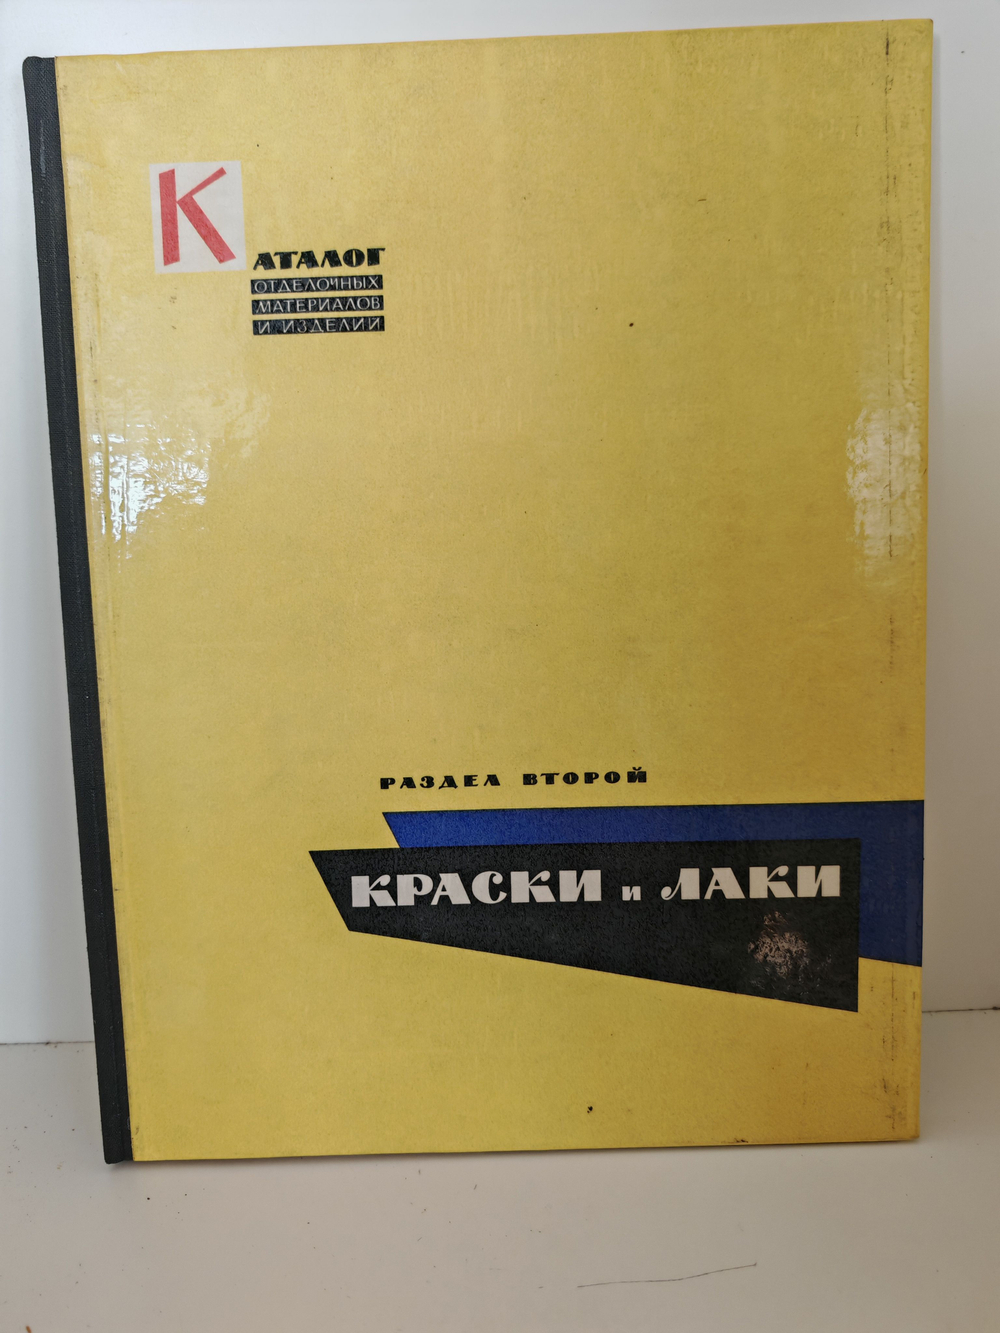 КАТАЛОГ
ОТДЕЛОЧНЫХ
МАТЕРИАЛОВ
И ИЗДЕЛИЙ
РАЗДЕЛ ВТОРОЙ
КРАСКИ И ЛАКИ